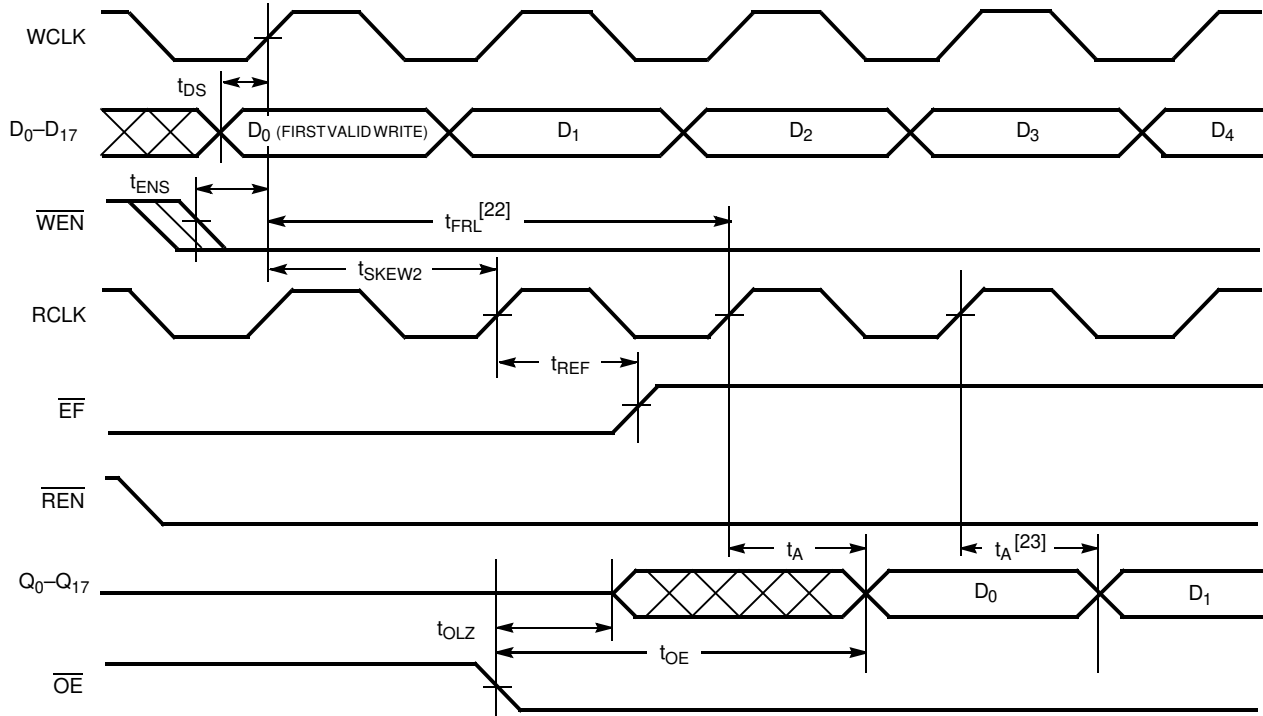 WCLK
tDS
D0–D17
D0 (FIRST VALID WRITE)
D1
D2
D3
D4
tENS
WEN
tFRL[22]
tSKEW2
RCLK
tREF
EF
REN
tA
tA[23]
Q0–Q17
D0
D1
tOLZ
tOE
OE